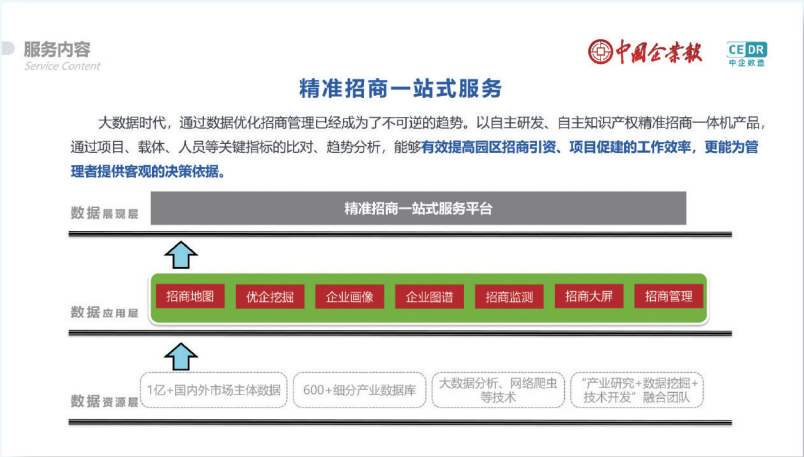 服务内容
Service Content
中国企业报
CEDR
中企数造
精准招商一站式服务
大数据时代，通过数据优化招商管理已经成为了不可逆的趋势。以自主研发、自主知识产权精准招商一体机产品，
通过项目、载体、人员等关键指标的比对、趋势分析，能够有效提高园区招商引资、项目促建的工作效率，更能为管
理者提供客观的决策依据。
数据展现层
精准招商一站式服务平台
数据应用层
招商地图
优企挖掘
企业画像
企业图谱
招商监测
招商大屏
招商管理
数据资源层
1亿+国内外市场主体数据
600+细分产业数据库
大数据分析、网络爬虫
等技术
“产业研究+数据挖掘+
技术开发”融合团队